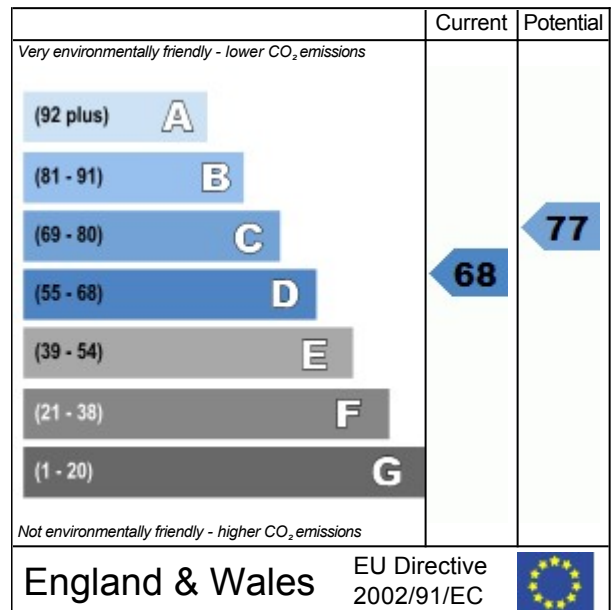 Current Potential
Very environmentally friendly - lower CO₂ emissions
(92 plus) A
(81 - 91) B
(69 - 80) C
77
(55 - 68) D
68
(39 - 54) E
(21 - 38) F
(1 - 20) G
Not environmentally friendly - higher CO₂ emissions
England & Wales
EU Directive
2002/91/EC